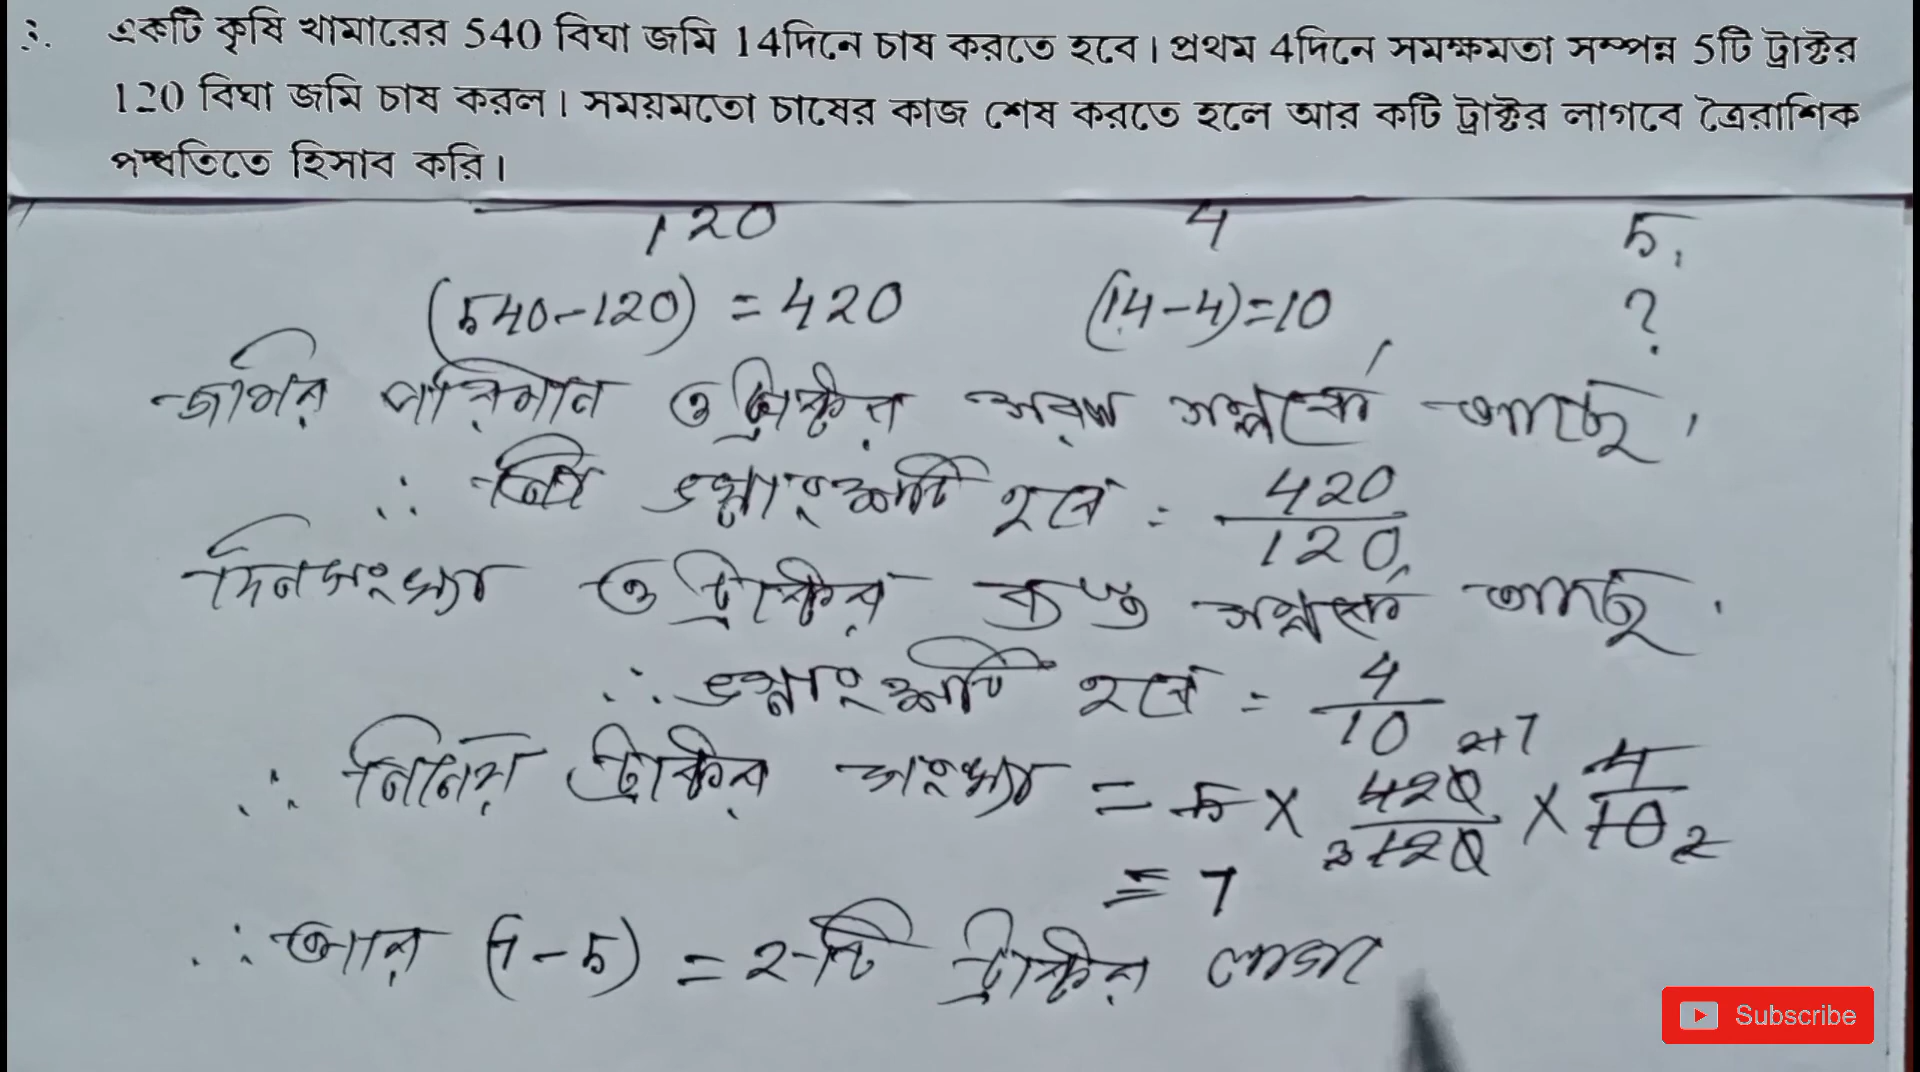 2. একটি কৃষি খামারের 540 বিঘা জমি 14দিনে চাষ করতে হবে। প্রথম 4দিনে সমক্ষমতা সম্পন্ন 5টি ট্রাক্টর
120 বিঘা জমি চাষ করল। সময়মতো চাষের কাজ শেষ করতে হলে আর কটি ট্রাক্টর লাগবে ত্রৈরাশিক
পদ্ধতিতে হিসাব করি।
120 4 5.
(540-120) = 420 (14-4)=10 ?
জমির পরিমান ও ট্রাক্টর সরল সম্পর্কে আছে,
∴ ভগ্নাংশটি হবে = 420/120
দিনসংখ্যা ও ট্রাক্টর ব্যস্ত সম্পর্কে আছে.
∴ ভগ্নাংশটি হবে = 4/10
∴ নির্নেয় ট্রাক্টর সংখ্যা = 5 × 420/120 × 4/10
= 7
∴ আর (7-5) = 2-টি ট্রাক্টর
Subscribe